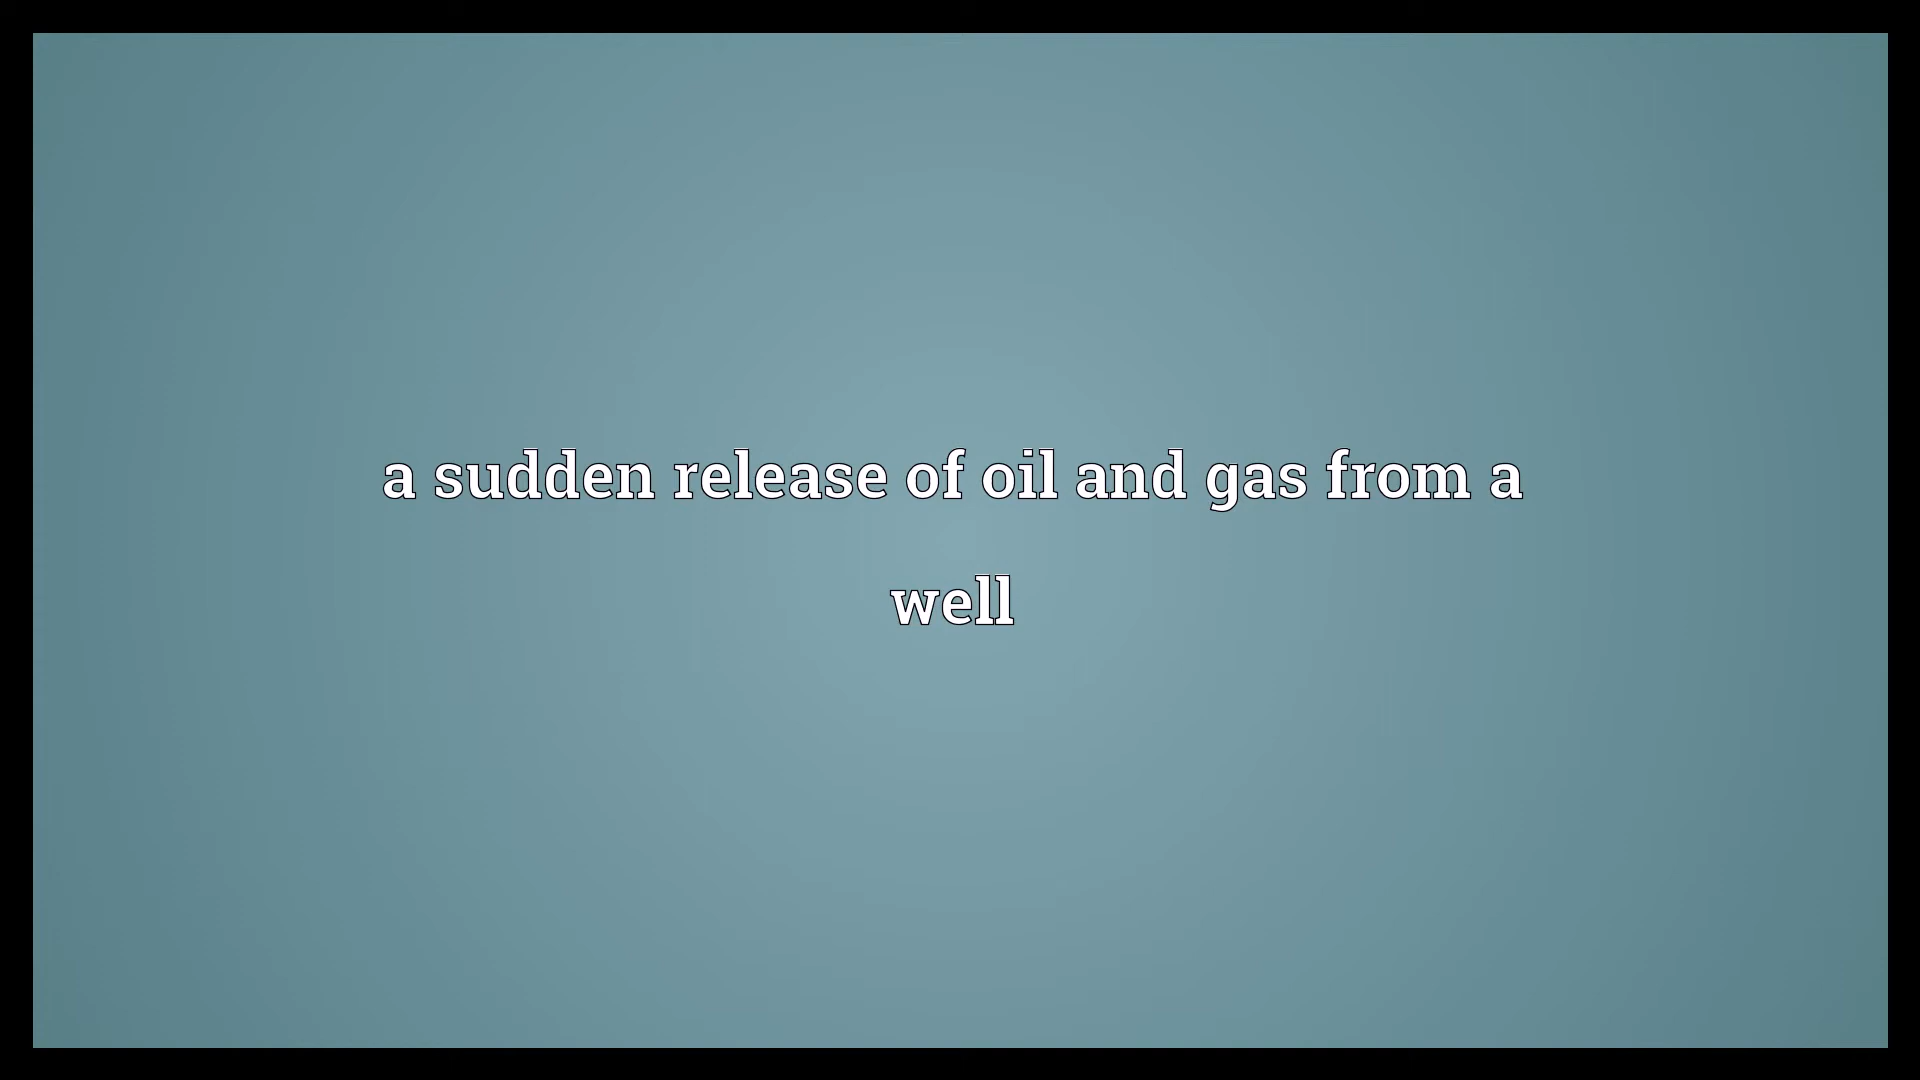 a sudden release of oil and gas from a
well